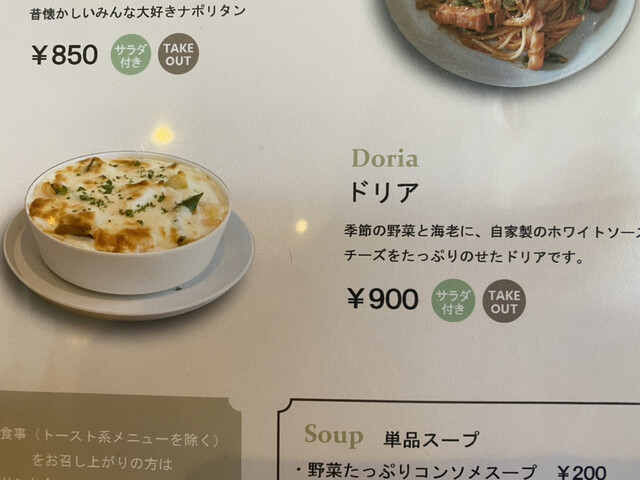 昔懐かしいみんな大好きナポリタン
¥850 サラダ付き TAKE OUT
Doria
ドリア
季節の野菜と海老に、自家製のホワイトソース
チーズをたっぷりのせたドリアです。
¥900 サラダ付き TAKE OUT
食事（トースト系メニューを除く）
をお召し上がりの方は
Soup 単品スープ
・野菜たっぷりコンソメスープ ¥200